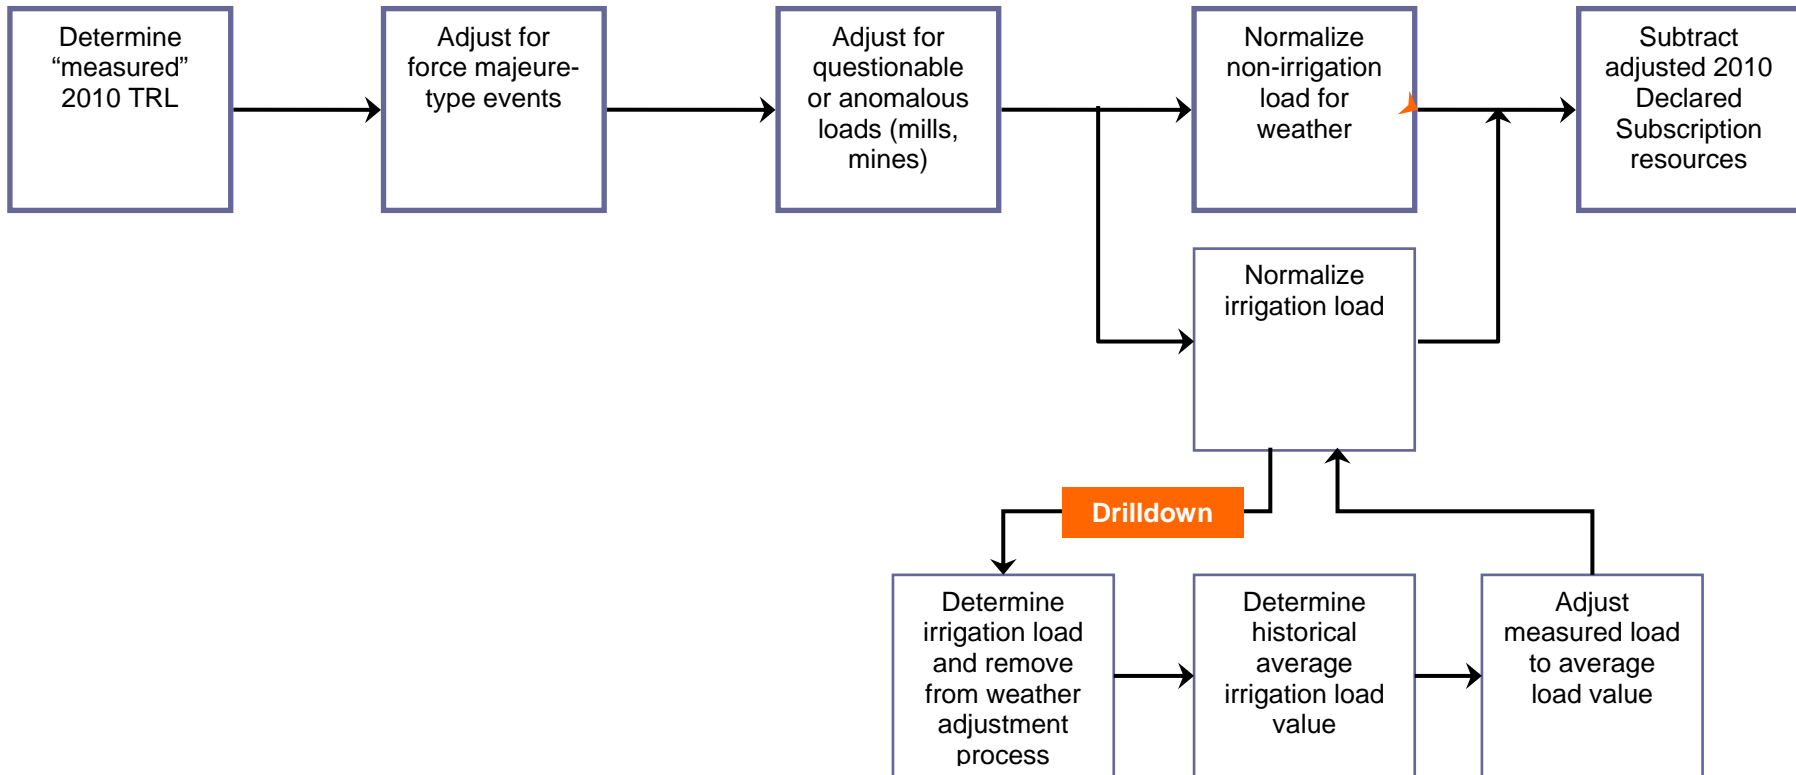 Determine
“measured”
2010 TRL
Adjust for
force majeure-
type events
Adjust for
questionable
or anomalous
loads (mills,
mines)
Normalize
non-irrigation
load for
weather
Subtract
adjusted 2010
Declared
Subscription
resources
Normalize
irrigation load
Drilldown
Determine
irrigation load
and remove
from weather
adjustment
process
Determine
historical
average
irrigation load
value
Adjust
measured load
to average
load value